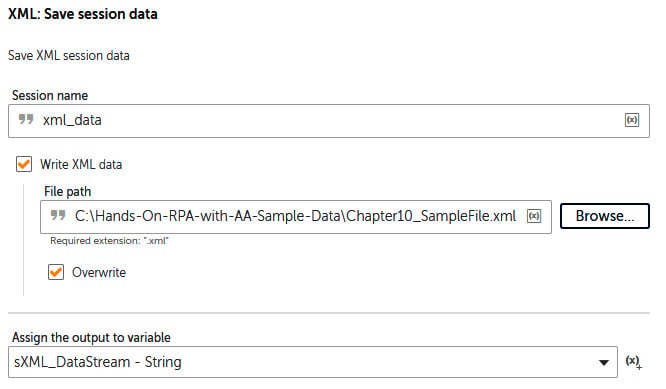 XML: Save session data
Save XML session data
Session name
xml_data
(x)
Write XML data
File path
C:\Hands-On-RPA-with-AA-Sample-Data\Chapter10_SampleFile.xml (x) Browse...
Required extension: ".xml"
Overwrite
Assign the output to variable
sXML_DataStream - String (x)+